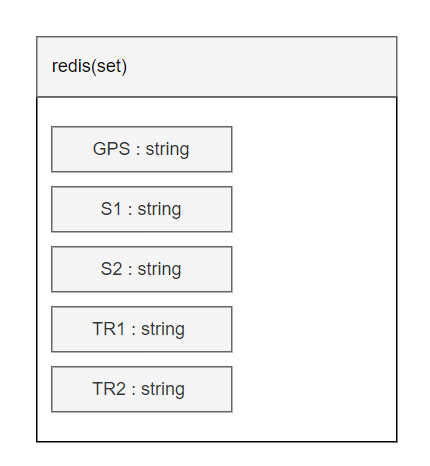 redis(set)
GPS : string
S1 : string
S2 : string
TR1 : string
TR2 : string